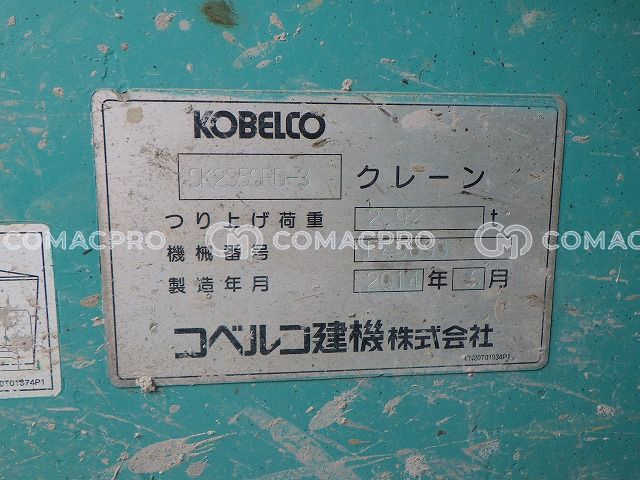 KOBELCO
SK235SRD-3 クレーン
つり上げ荷重 2.92 t
機械番号
製造年月 2014 年 月
コベルコ建機株式会社
LN20T01334P1
COMACPRO COMACPRO COMACPRO